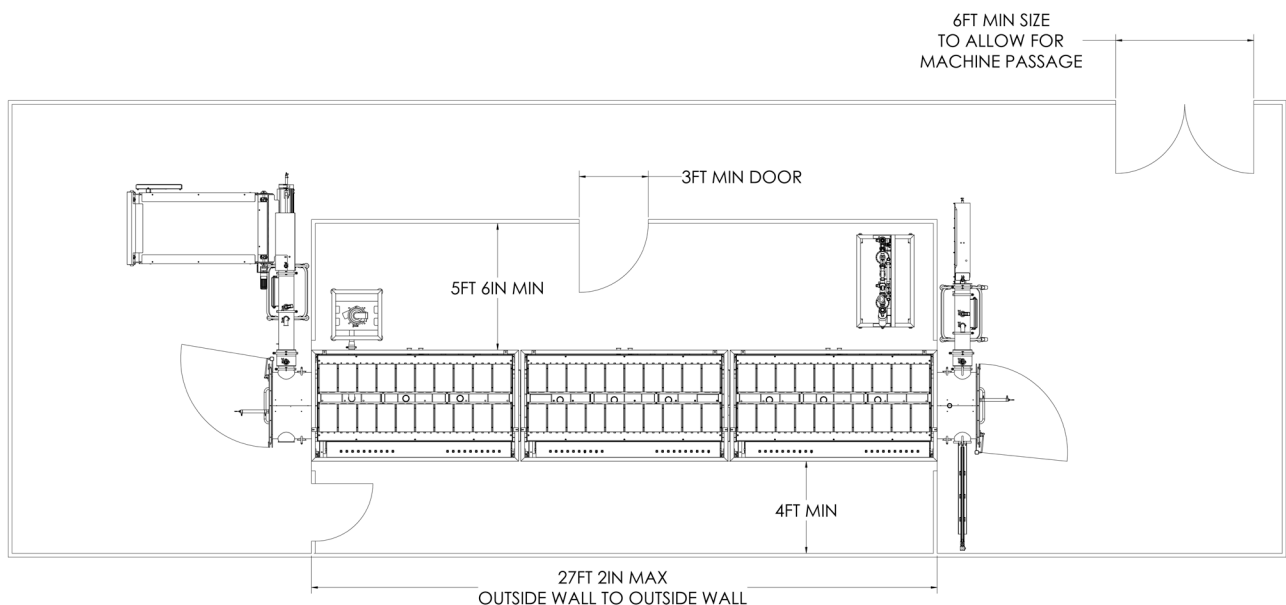 6FT MIN SIZE
TO ALLOW FOR
MACHINE PASSAGE
3FT MIN DOOR
5FT 6IN MIN
4FT MIN
27FT 2IN MAX
OUTSIDE WALL TO OUTSIDE WALL